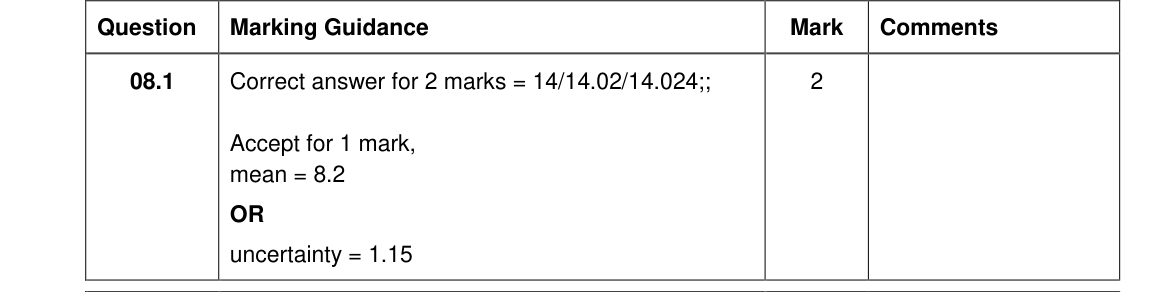 Question Marking Guidance Mark Comments
08.1 Correct answer for 2 marks = 14/14.02/14.024;; 2
Accept for 1 mark,
mean = 8.2
OR
uncertainty = 1.15